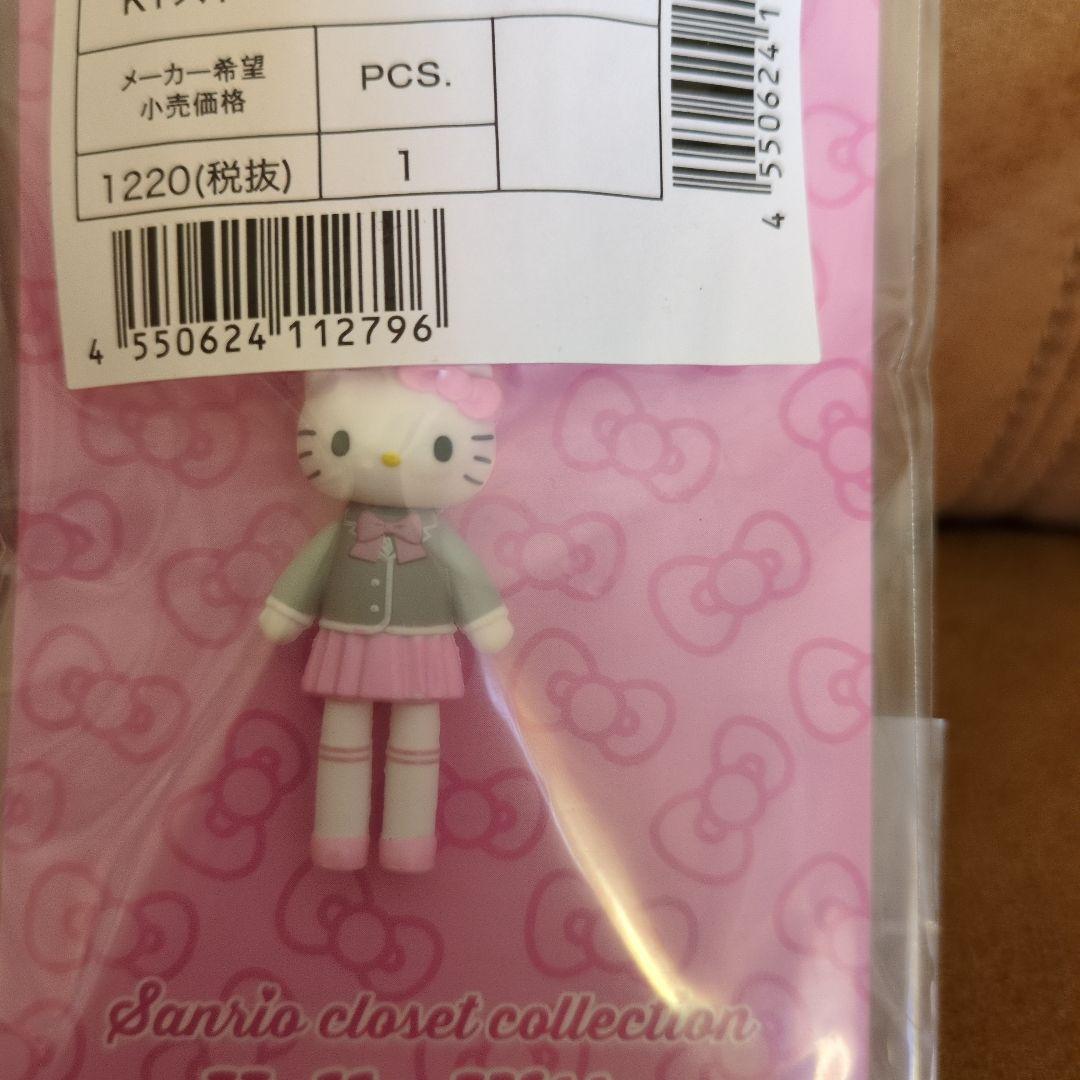 メーカー希望
小売価格
PCS.
1220(税抜)
1
4 550624 112796
4 550624 1
Sanrio closet collection